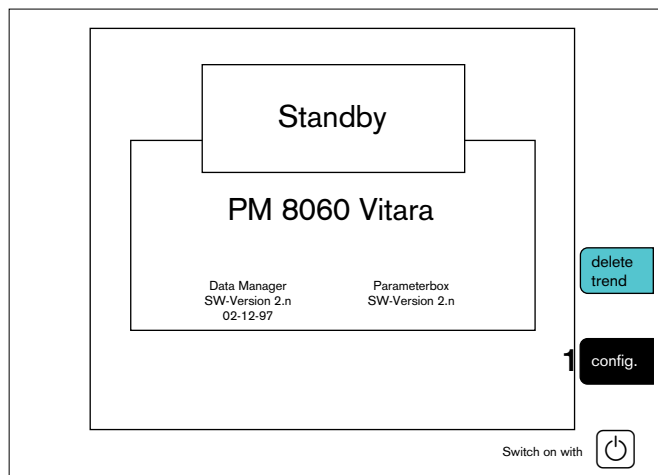 Standby
PM 8060 Vitara
Data Manager
SW-Version 2.n
02-12-97
Parameterbox
SW-Version 2.n
delete
trend
1
config.
Switch on with